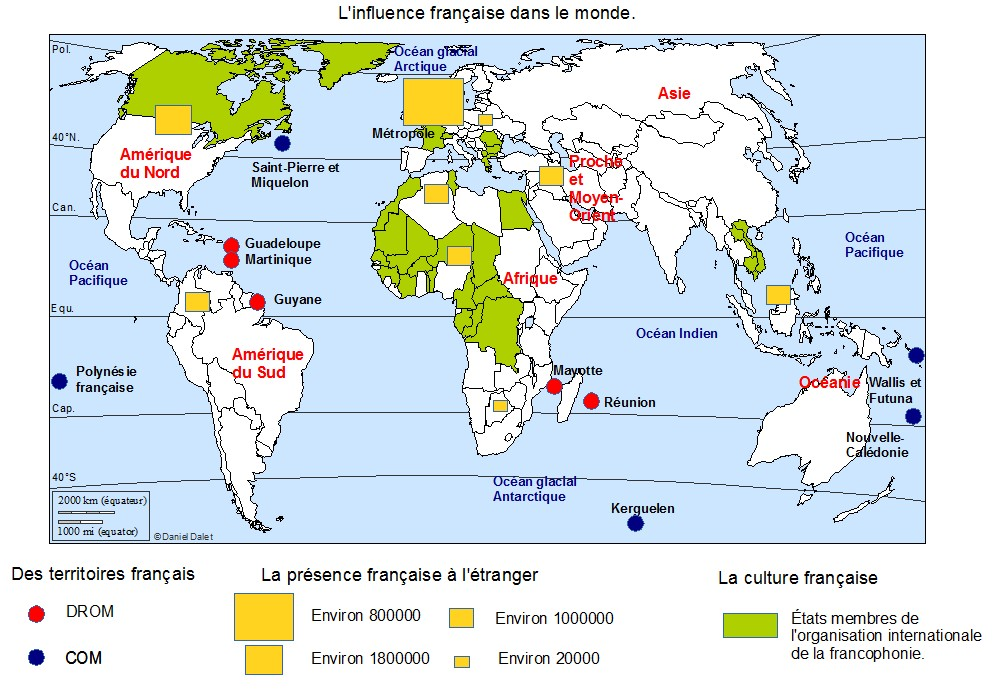 L'influence française dans le monde.
Pol.
Océan glacial
Arctique
Asie
40°N.
Métropole
Amérique
du Nord
Saint-Pierre et
Miquelon
Proche
et
Moyen-
Orient
Can.
Guadeloupe
Martinique
Océan
Pacifique
Océan
Pacifique
Afrique
Guyane
Equ.
Océan Indien
Amérique
du Sud
Polynésie
française
Mayotte
Réunion
Océanie
Wallis et
Futuna
Cap.
Nouvelle-
Calédonie
40°S
Océan glacial
Antarctique
Kerguelen
2000 km (équateur)
1000 mi (equator)
©Daniel Dalet
Des territoires français
DROM
COM
La présence française à l'étranger
Environ 800000
Environ 1000000
Environ 1800000
Environ 20000
La culture française
États membres de
l'organisation internationale
de la francophonie.